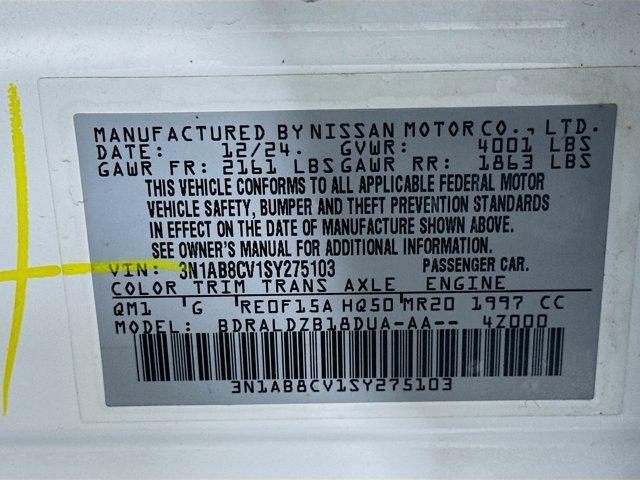 MANUFACTURED BY NISSAN MOTOR CO., LTD.
DATE: 12/24. GVWR: 4001 LBS
GAWR FR: 2161 LBS GAWR RR: 1863 LBS
THIS VEHICLE CONFORMS TO ALL APPLICABLE FEDERAL MOTOR
VEHICLE SAFETY, BUMPER AND THEFT PREVENTION STANDARDS
IN EFFECT ON THE DATE OF MANUFACTURE SHOWN ABOVE.
SEE OWNER'S MANUAL FOR ADDITIONAL INFORMATION.
VIN: 3N1AB8CV1SY275103 PASSENGER CAR.
COLOR TRIM TRANS AXLE ENGINE
QM1 G RE0F15A HQ50 MR20 1997 CC
MODEL: BDRALDZB18DUA-AA-- 4Z000
3N1AB8CV1SY275103